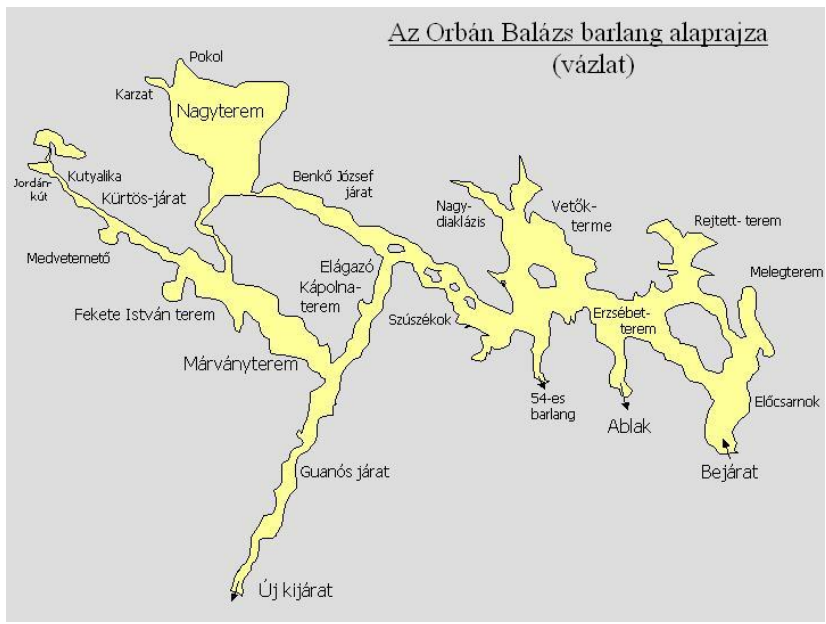 Az Orbán Balázs barlang alaprajza
(vázlat)
Pokol
Karzat
Nagyterem
Kutyalika
Jordán-
kút
Kürtös-járat
Benkő József
járat
Nagy-
diaklázis
Vetők-
terme
Rejtett- terem
Medvetemető
Elágazó
Kápolna-
terem
Melegterem
Fekete István terem
Szúszékok
Erzsébet-
terem
Márványterem
54-es
barlang
Ablak
Előcsarnok
Guanós járat
Bejárat
Új kijárat